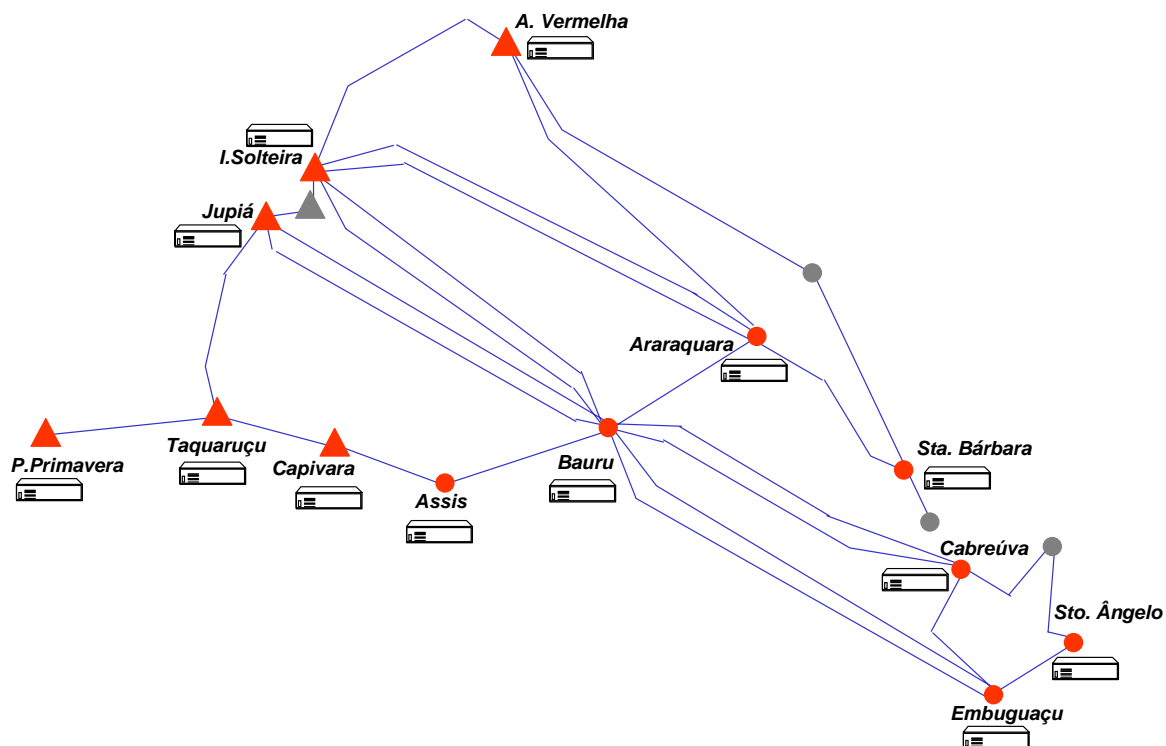 A. Vermelha
I.Solteira
Jupiá
Araraquara
Taquaruçu
P.Primavera
Capivara
Assis
Bauru
Sta. Bárbara
Cabreúva
Sto. Ângelo
Embuguaçu